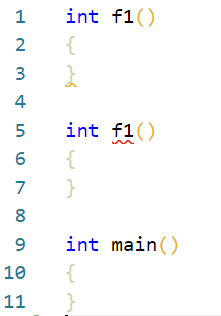 1 int f1()
2 {
3 }
4
5 int f1()
6 {
7 }
8
9 int main()
10 {
11 }